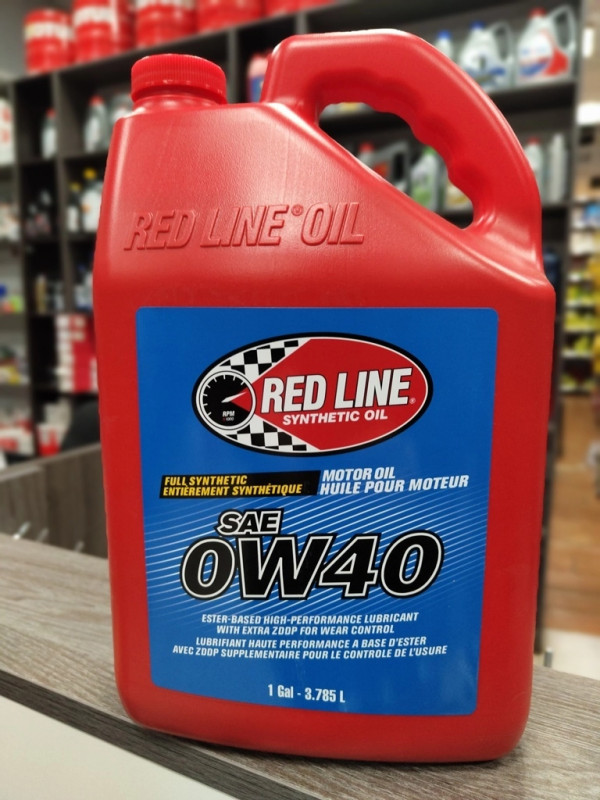 RED LINE® OIL
RED LINE®
SYNTHETIC OIL
RPM
FULL SYNTHETIC
ENTIÈREMENT SYNTHÉTIQUE
MOTOR OIL
HUILE POUR MOTEUR
SAE
0W40
ESTER-BASED HIGH-PERFORMANCE LUBRICANT
WITH EXTRA ZDDP FOR WEAR CONTROL
LUBRIFIANT HAUTE PERFORMANCE A BASE D'ESTER
AVEC ZDDP SUPPLEMENTAIRE POUR LE CONTROLE DE L'USURE
1 Gal - 3.785 L